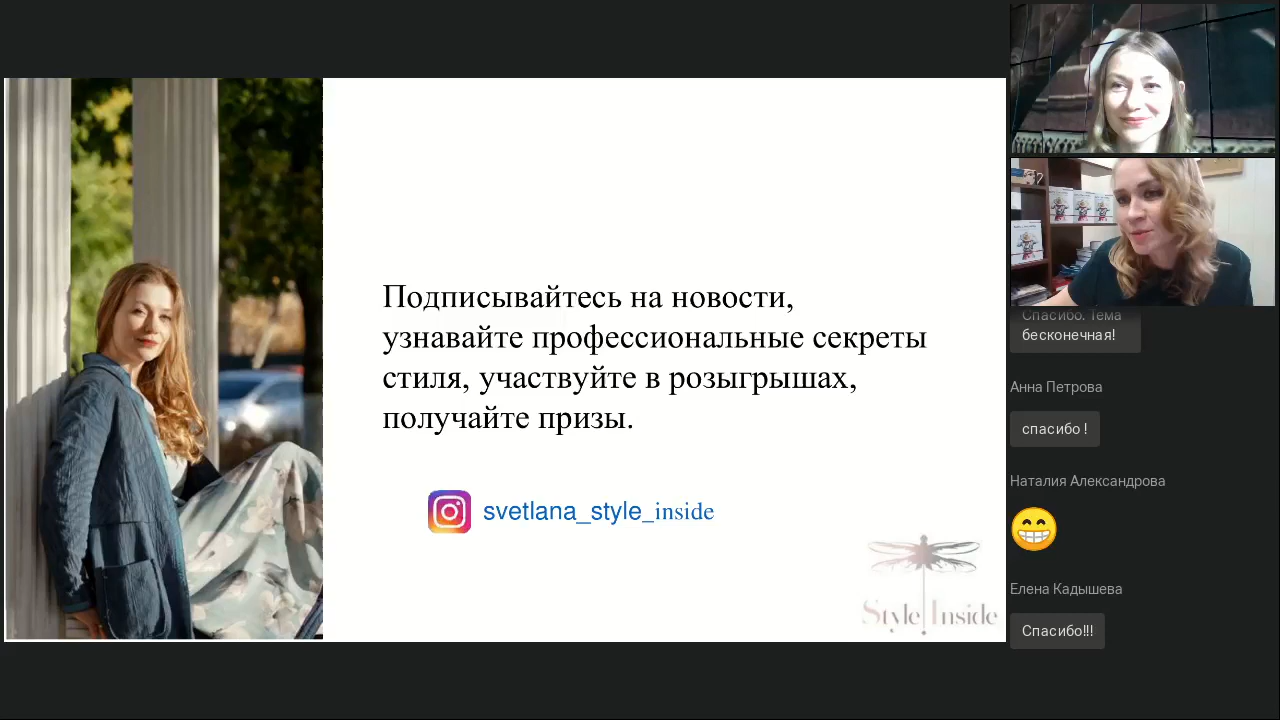 Подписывайтесь на новости,
узнавайте профессиональные секреты
стиля, участвуйте в розыгрышах,
получайте призы.
svetlana_style_inside
Style Inside
Спасибо. Тема
бесконечная!
Анна Петрова
спасибо !
Наталия Александрова
Елена Кадышева
Спасибо!!!